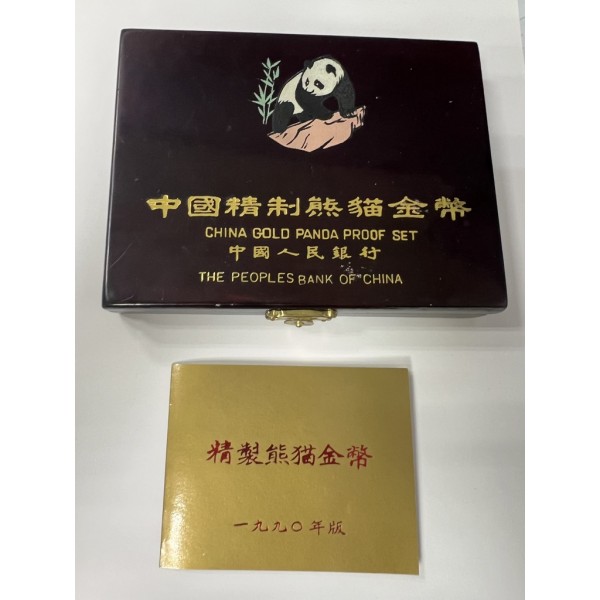 中國精制熊猫金幣
CHINA GOLD PANDA PROOF SET
中國人民銀行
THE PEOPLES BANK OF CHINA
精製熊猫金幣
一九九〇年版